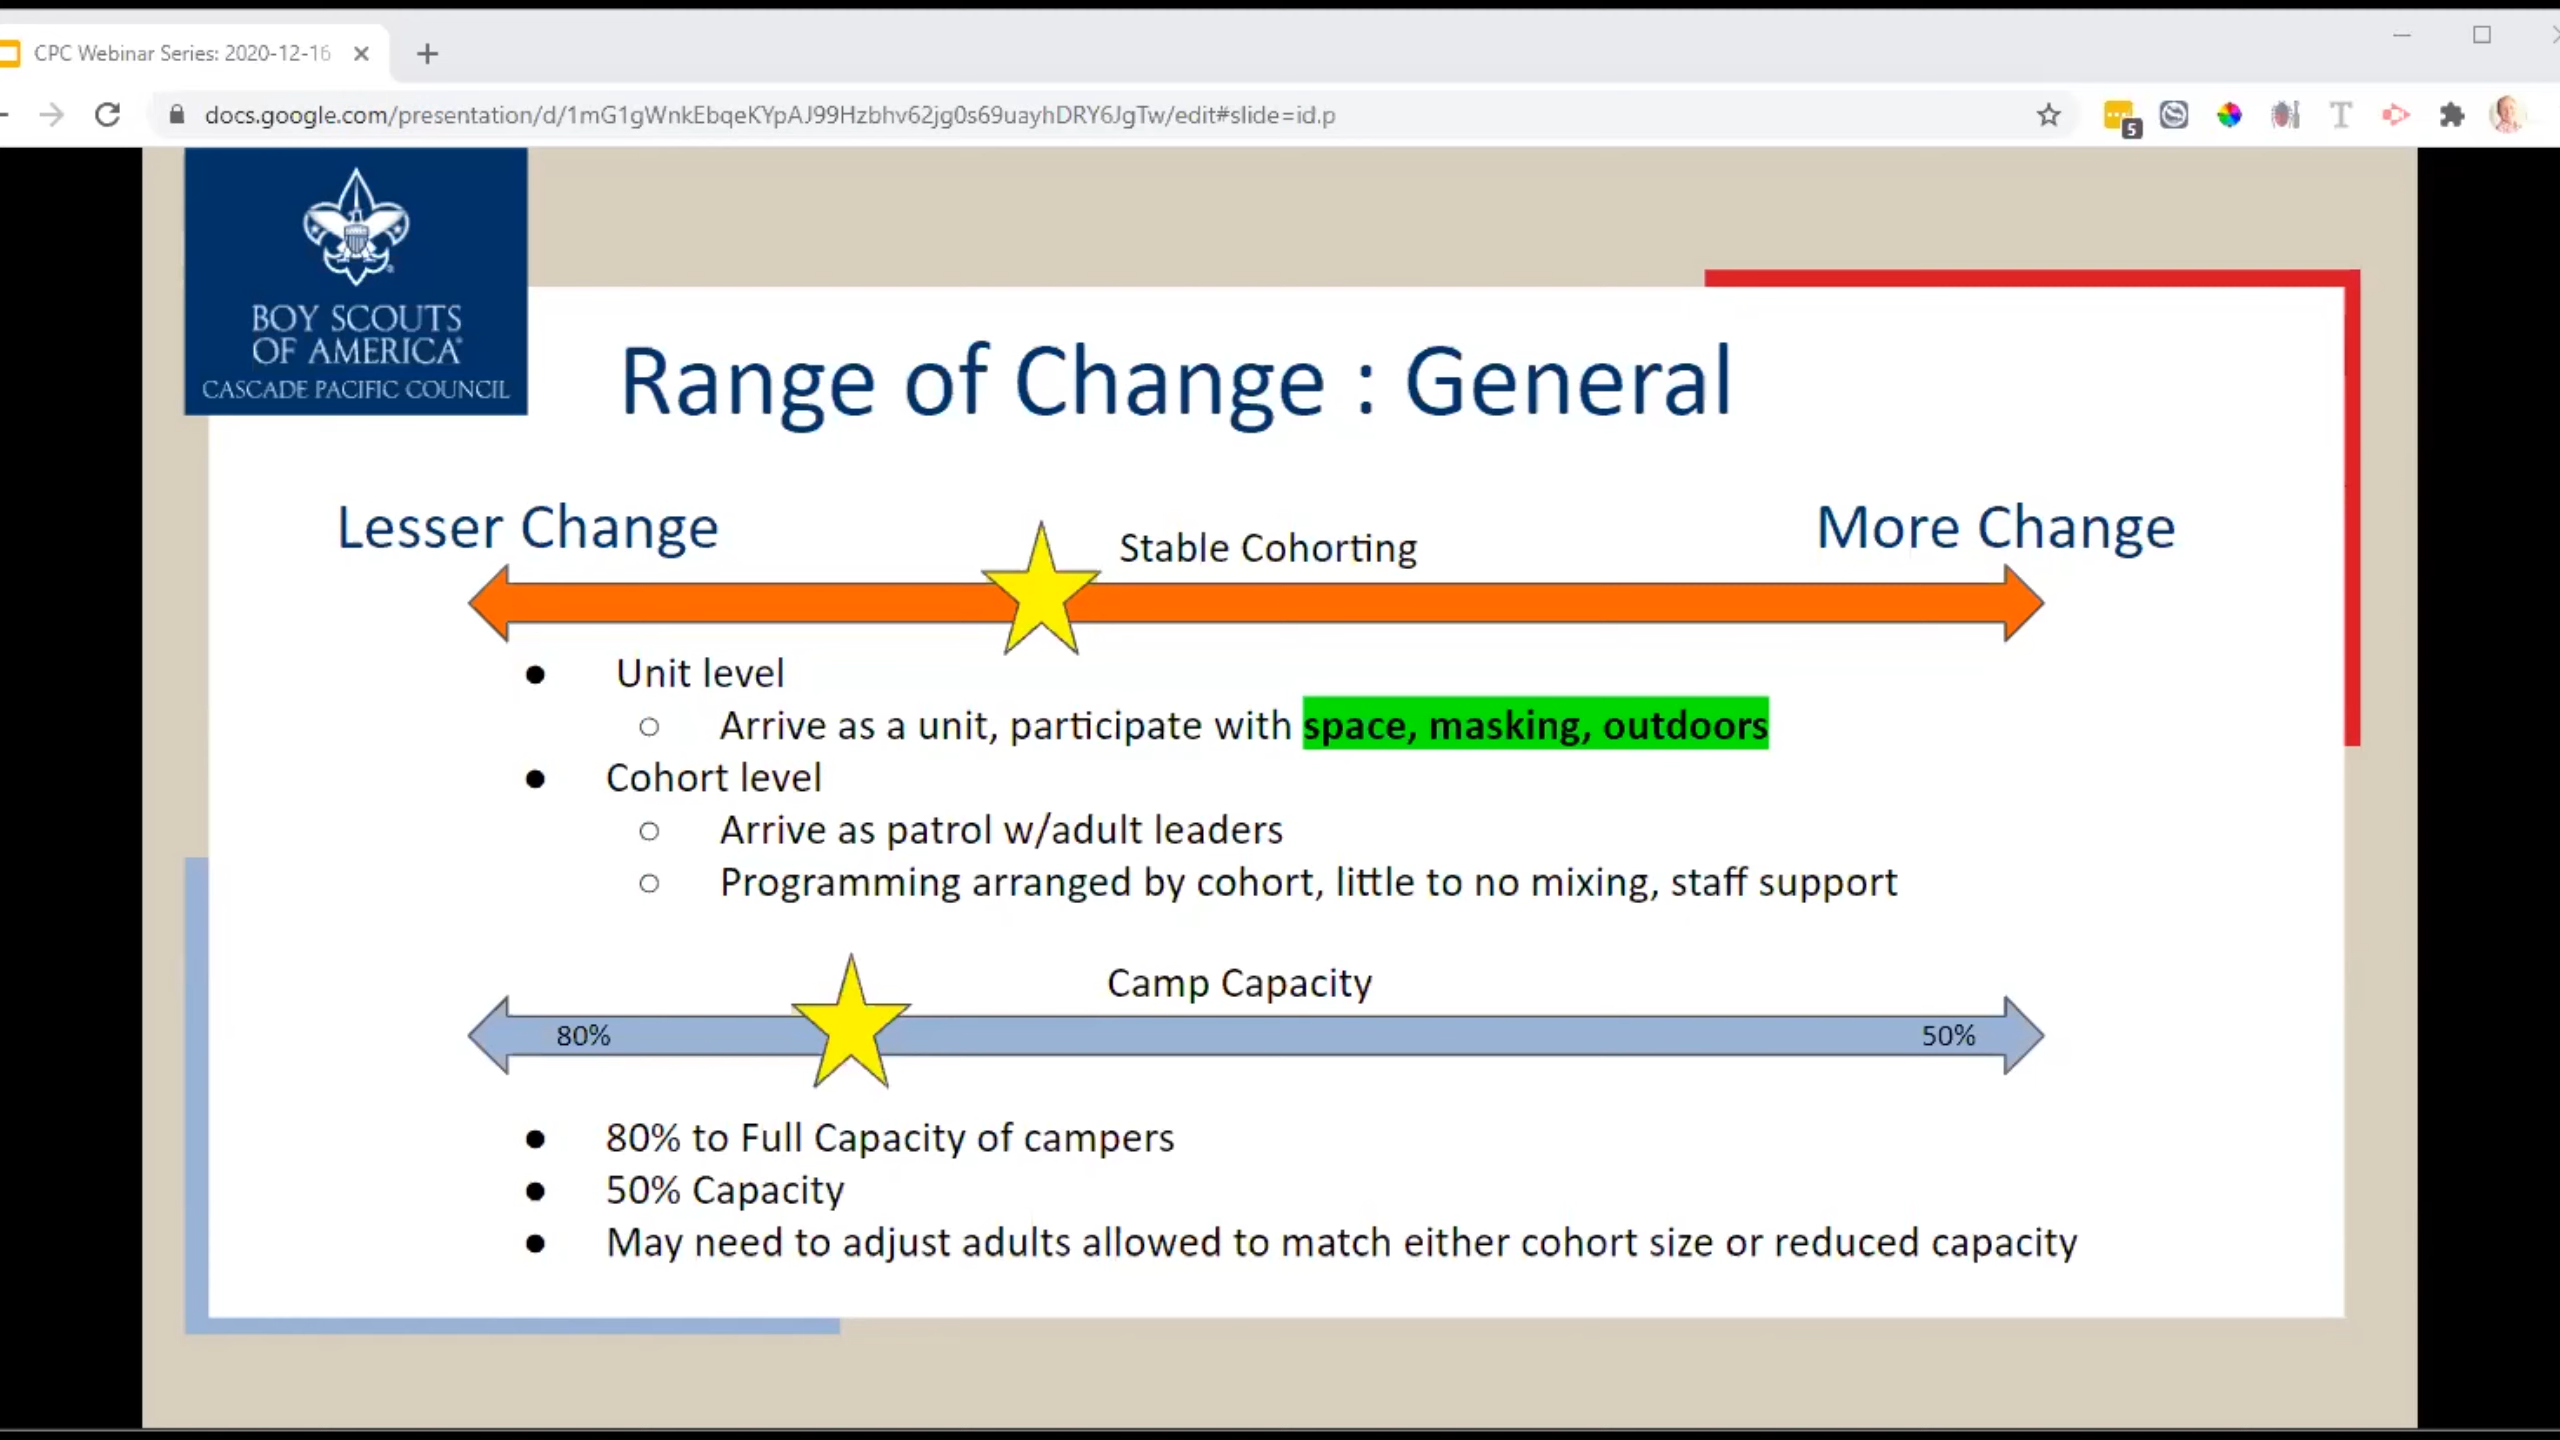 CPC Webinar Series: 2020-12-16
docs.google.com/presentation/d/1mG1gWnkEbqeKYpAJ99Hzbhv62jg0s69uayhDRY6JgTw/edit#slide=id.p
5
T
BOY SCOUTS
OF AMERICA®
CASCADE PACIFIC COUNCIL
Range of Change : General
Lesser Change
Stable Cohorting
More Change
● Unit level
○ Arrive as a unit, participate with space, masking, outdoors
● Cohort level
○ Arrive as patrol w/adult leaders
○ Programming arranged by cohort, little to no mixing, staff support
Camp Capacity
80%
50%
● 80% to Full Capacity of campers
● 50% Capacity
● May need to adjust adults allowed to match either cohort size or reduced capacity